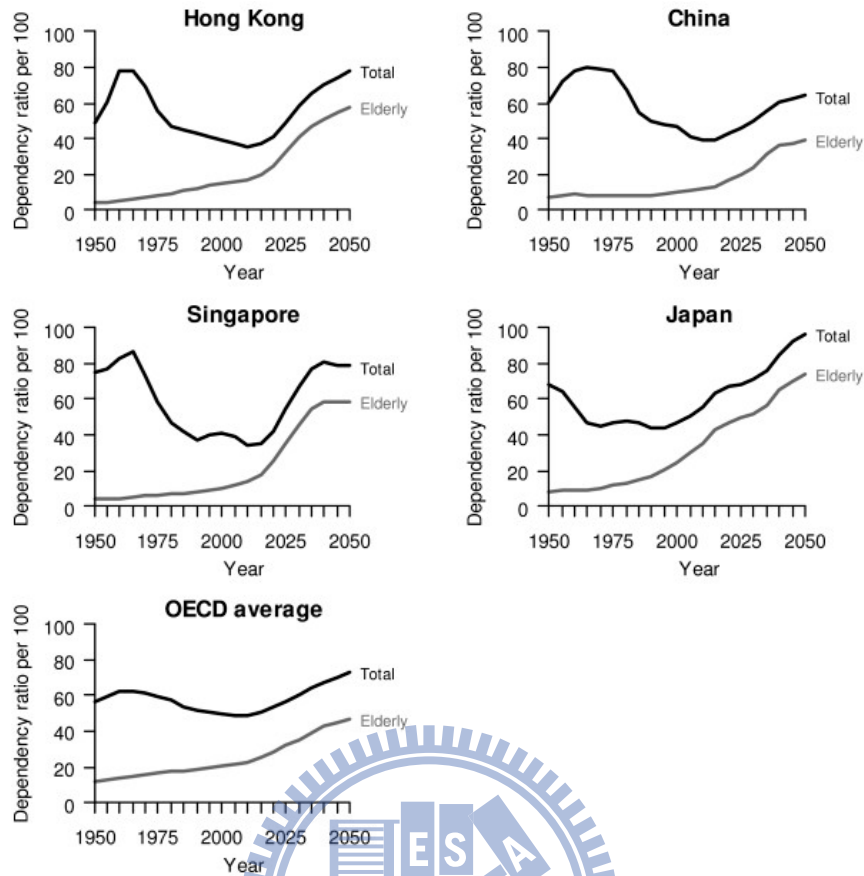 Hong Kong
Dependency ratio per 100
100
80
60
40
20
0
Total
Elderly
1950 1975 2000 2025 2050
Year
China
Dependency ratio per 100
100
80
60
40
20
0
Total
Elderly
1950 1975 2000 2025 2050
Year
Singapore
Dependency ratio per 100
100
80
60
40
20
0
Total
Elderly
1950 1975 2000 2025 2050
Year
Japan
Dependency ratio per 100
100
80
60
40
20
0
Total
Elderly
1950 1975 2000 2025 2050
Year
OECD average
Dependency ratio per 100
100
80
60
40
20
0
Total
Elderly
1950 1975 2000 2025 2050
Year
E S A